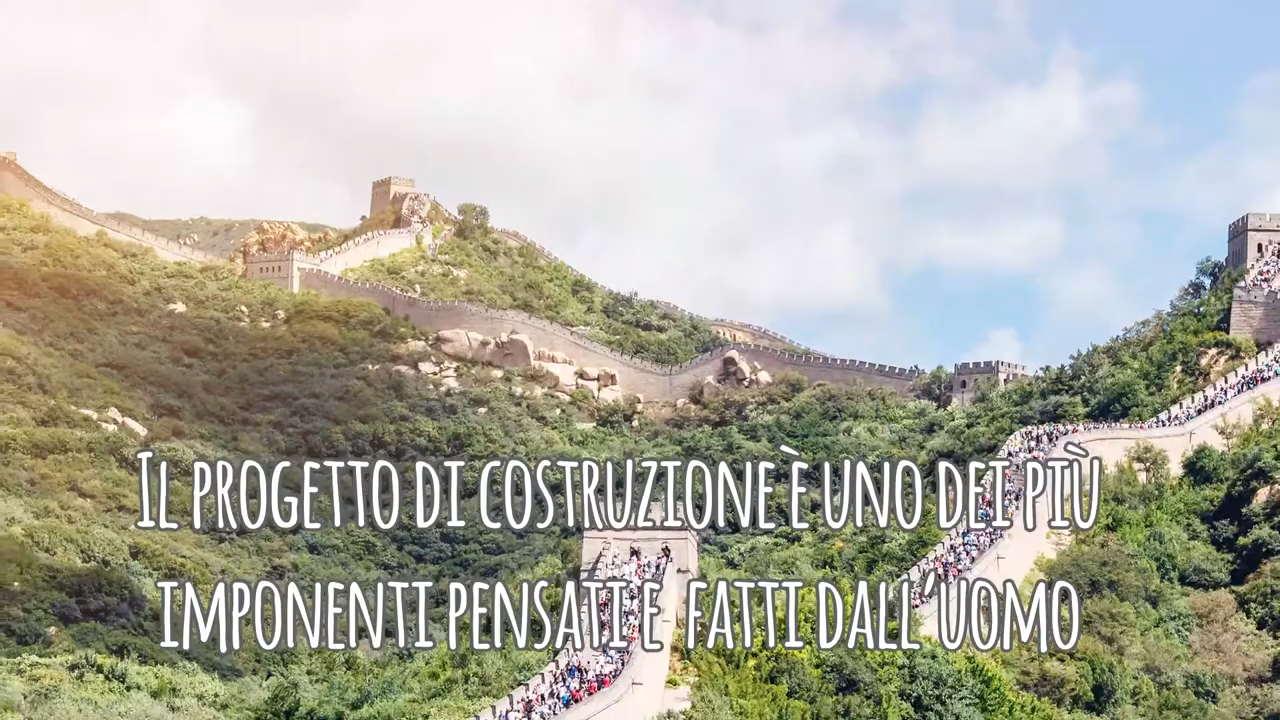 Il progetto di costruzione è uno dei più
imponenti pensati e fatti dall'uomo